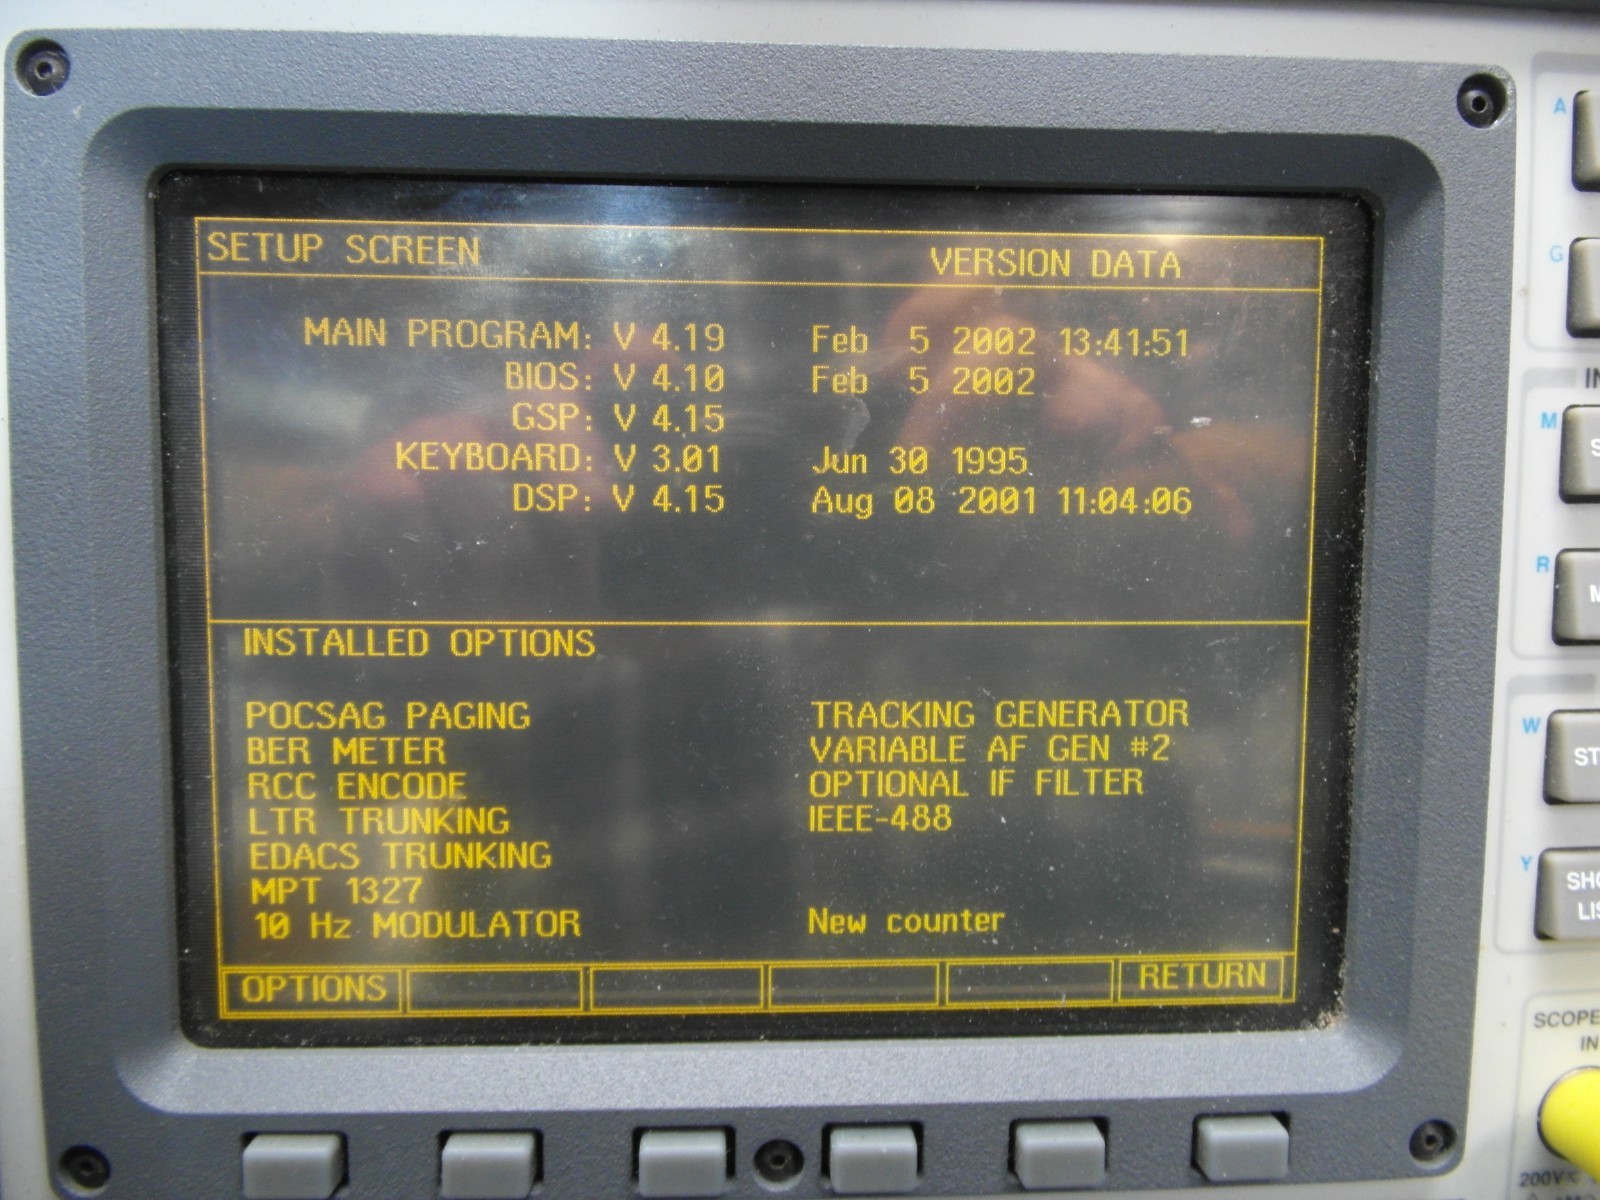 SETUP SCREEN VERSION DATA
MAIN PROGRAM: V 4.19 Feb 5 2002 13:41:51
BIOS: V 4.10 Feb 5 2002
GSP: V 4.15
KEYBOARD: V 3.01 Jun 30 1995
DSP: V 4.15 Aug 08 2001 11:04:06
INSTALLED OPTIONS
POCSAG PAGING TRACKING GENERATOR
BER METER VARIABLE AF GEN #2
RCC ENCODE OPTIONAL IF FILTER
LTR TRUNKING IEEE-488
EDACS TRUNKING
MPT 1327
10 Hz MODULATOR New counter
OPTIONS RETURN
A
G
M
R
W
Y
SCOPE
IN
200V